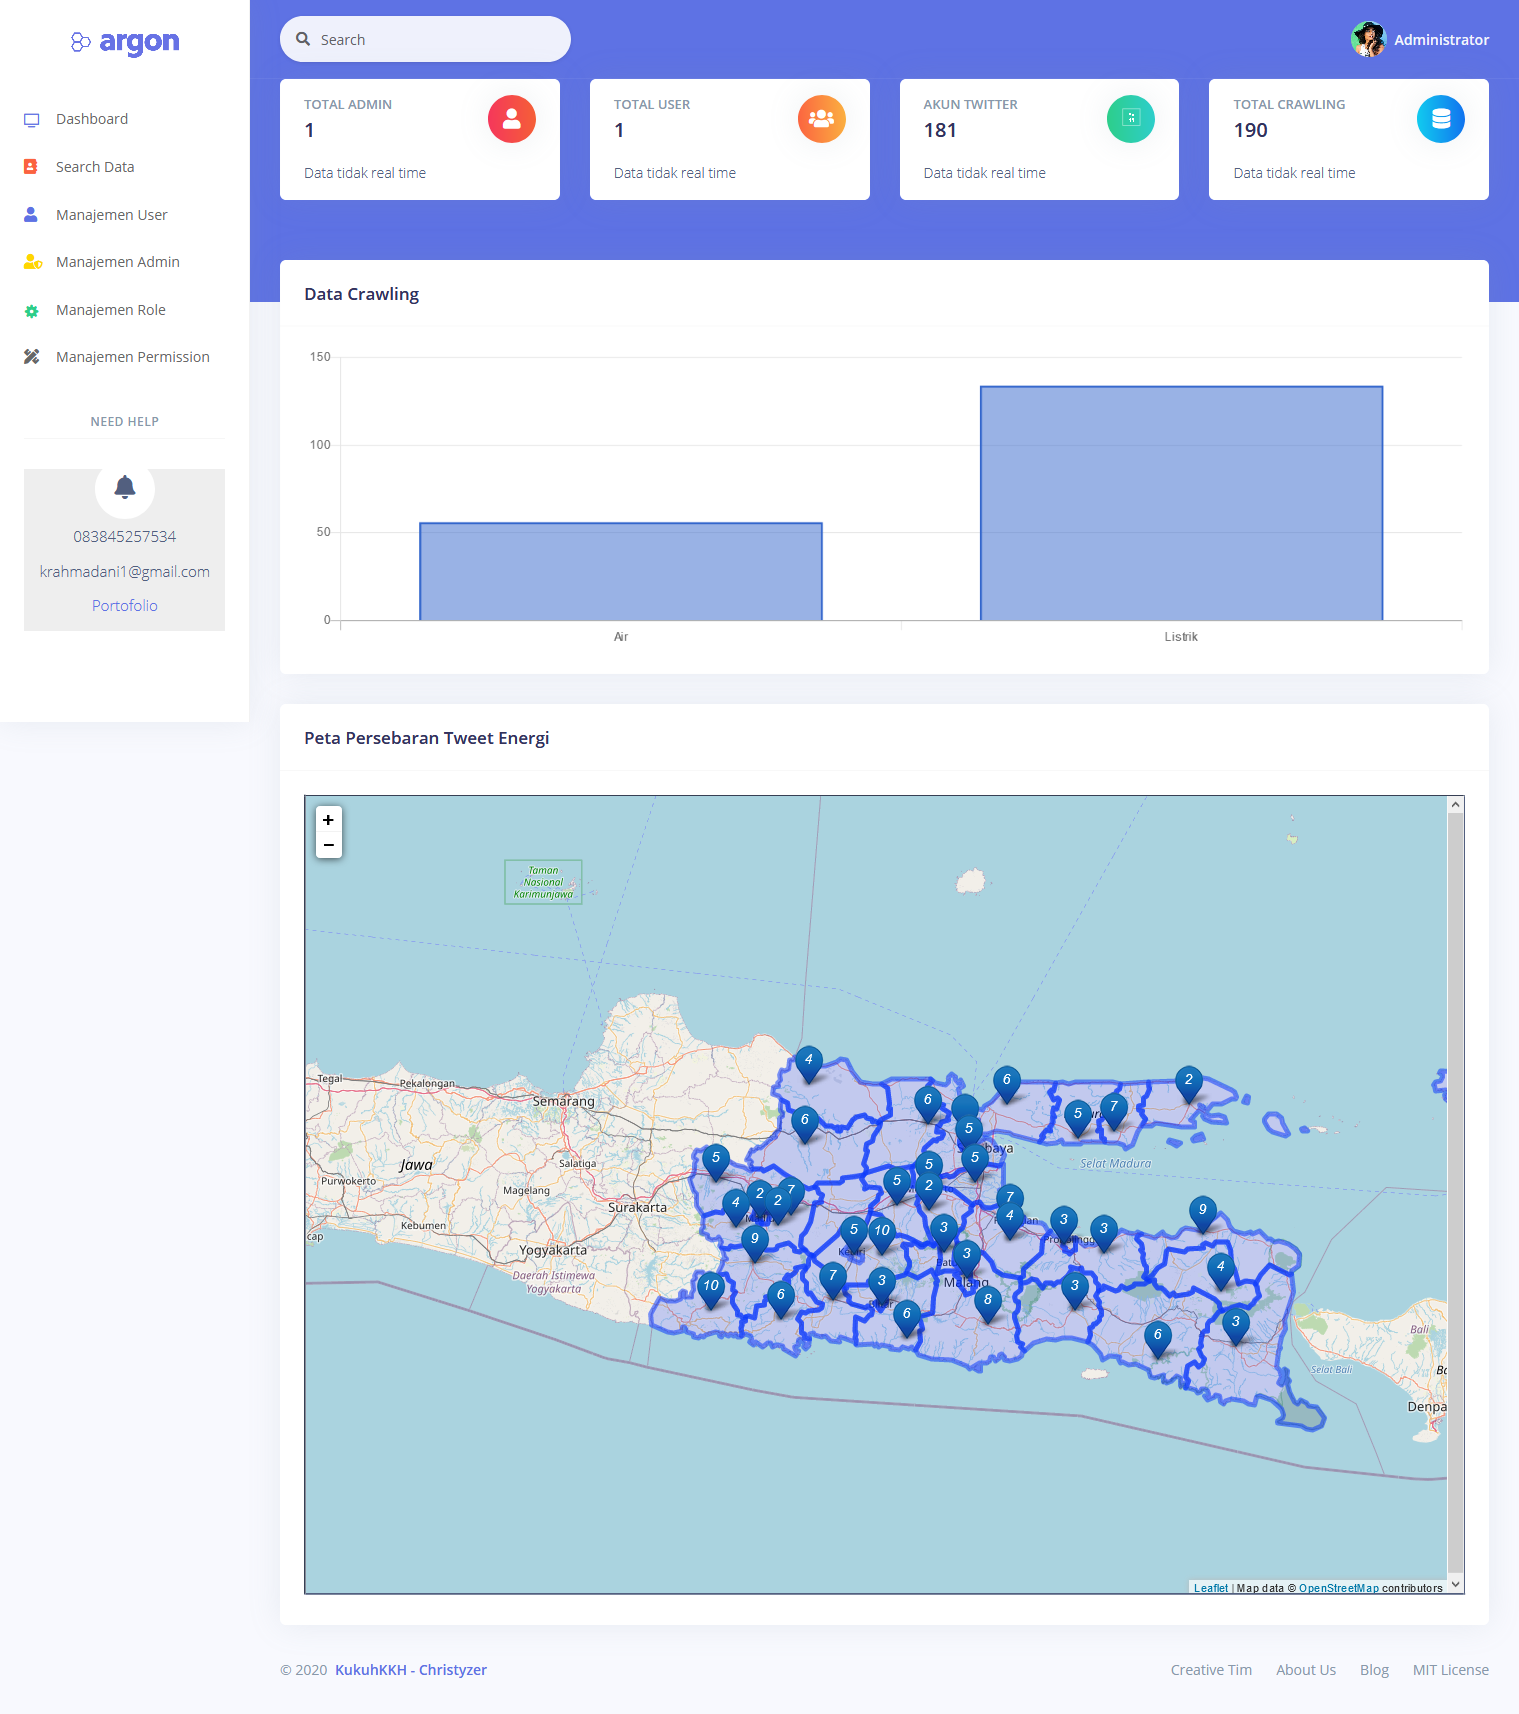 argon
Dashboard
Search Data
Manajemen User
Manajemen Admin
Manajemen Role
Manajemen Permission
NEED HELP
083845257534
krahmadani1@gmail.com
Portofolio
Search
Administrator
TOTAL ADMIN
1
Data tidak real time
TOTAL USER
1
Data tidak real time
AKUN TWITTER
181
Data tidak real time
TOTAL CRAWLING
190
Data tidak real time
Data Crawling
150
100
50
0
Air
Listrik
Peta Persebaran Tweet Energi
+
−
Taman
Nasional
Karimunjawa
Tegal
Pekalongan
Semarang
Jawa
Salatiga
Purwokerto
Magelang
Surakarta
Kebumen
cap
Yogyakarta
Daerah Istimewa
Yogyakarta
Selat Madura
Malang
Bali
Selat Bali
Denpa
4
6
6
2
6
5
7
5
5
5
5
5
2
4
2
2
7
7
4
9
3
3
5
10
3
9
3
4
10
6
7
3
6
8
3
6
3
Leaflet | Map data © OpenStreetMap contributors
© 2020 KukuhKKH - Christyzer
Creative Tim
About Us
Blog
MIT License